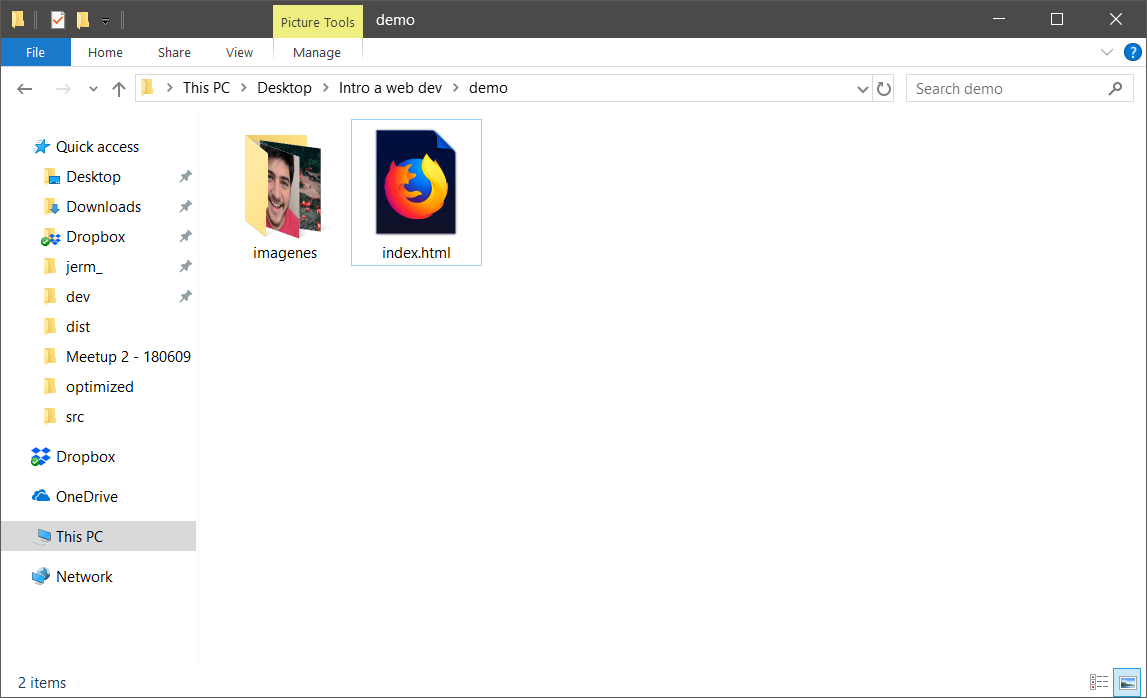 Picture Tools
demo
File
Home
Share
View
Manage
?
This PC
Desktop
Intro a web dev
demo
Search demo
Quick access
Desktop
Downloads
Dropbox
jerm_
dev
dist
Meetup 2 - 180609
optimized
src
Dropbox
OneDrive
This PC
Network
imagenes
index.html
2 items